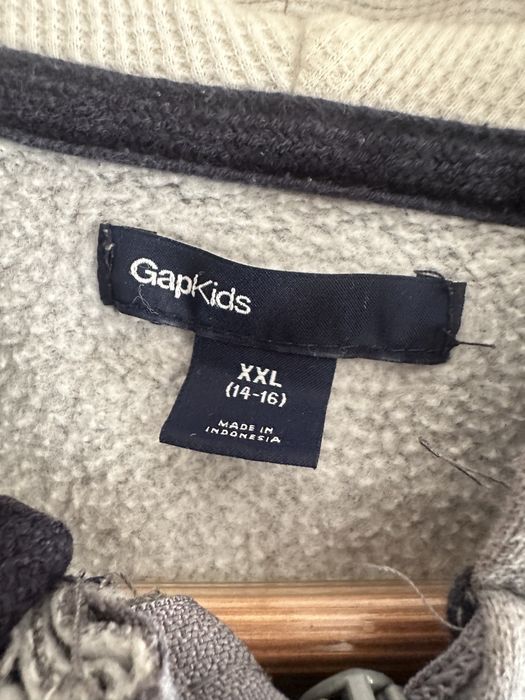 GapKids
XXL
(14-16)
MADE IN
INDONESIA